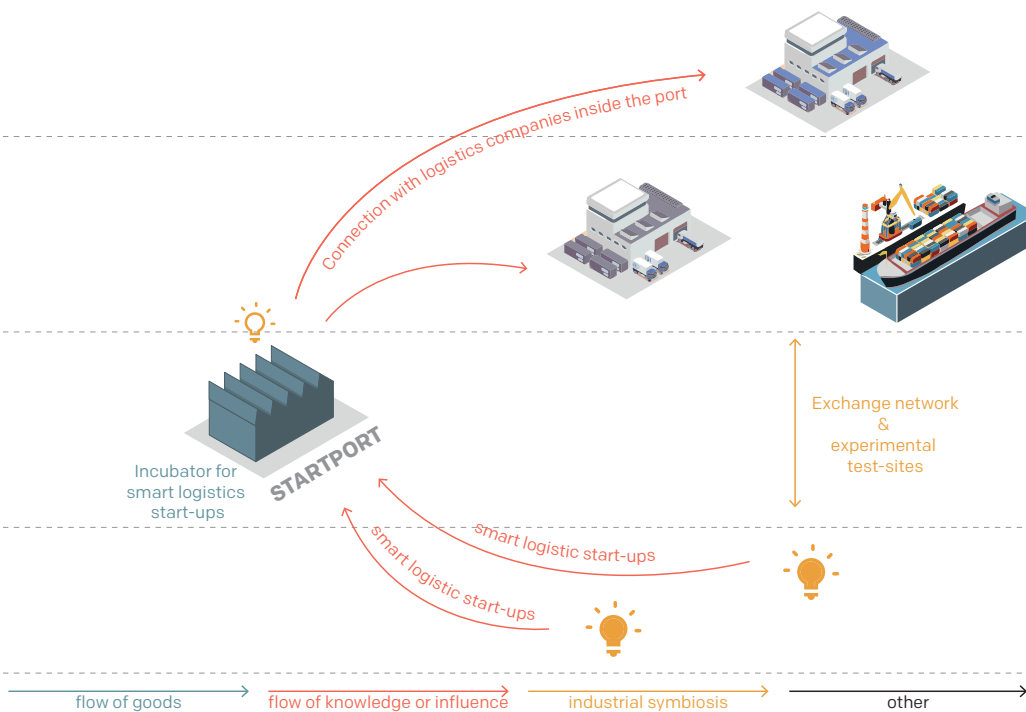 Connection with logistics companies inside the port
Exchange network
&
experimental
test-sites
STARTPORT
Incubator for
smart logistics
start-ups
smart logistic start-ups
smart logistic start-ups
flow of goods
flow of knowledge or influence
industrial symbiosis
other